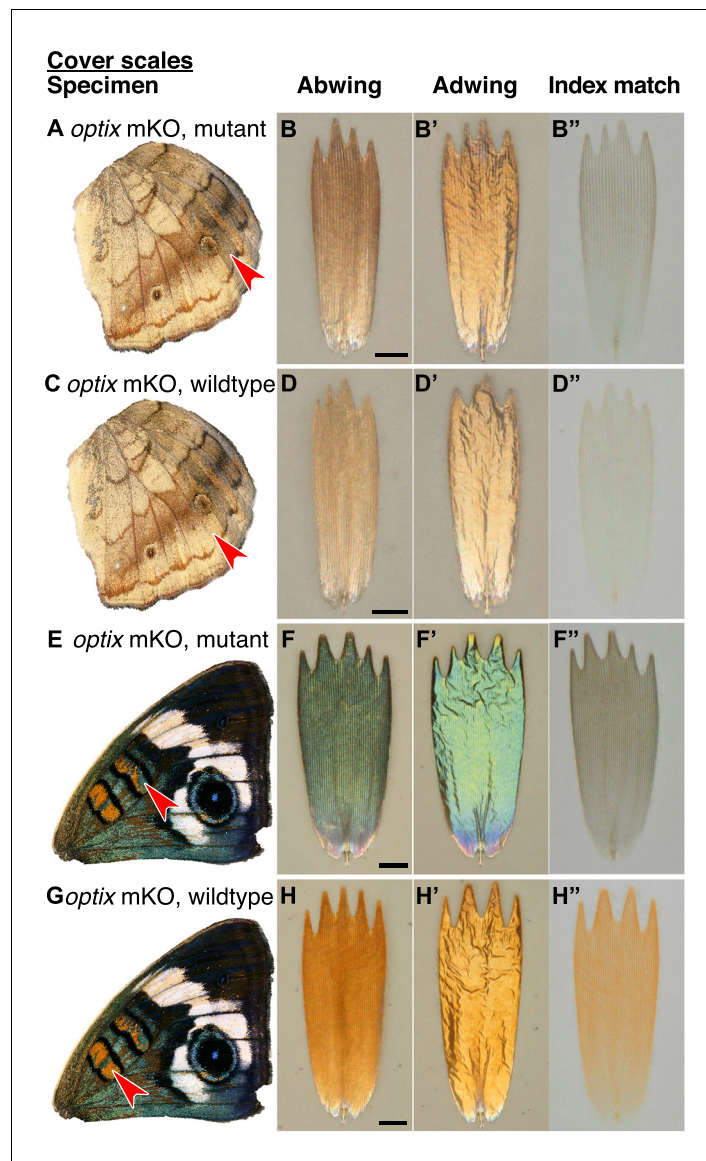 Cover scales
Specimen Abwing Adwing Index match
A optix mKO, mutant B B’ B’’
C optix mKO, wildtype D D’ D’’
E optix mKO, mutant F F’ F’’
G optix mKO, wildtype H H’ H’’